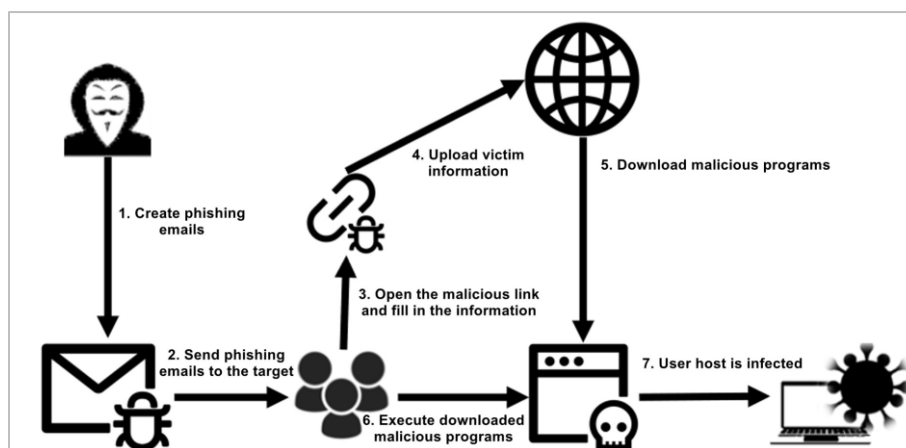 1. Create phishing
emails
2. Send phishing
emails to the target
3. Open the malicious link
and fill in the information
4. Upload victim
information
5. Download malicious programs
6. Execute downloaded
malicious programs
7. User host is infected